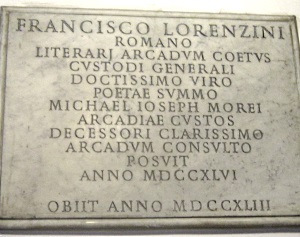 FRANCISCO LORENZINI
ROMANO
LITERARJ ARCADVM COETVS
CVSTODI GENERALI
DOCTISSIMO VIRO
POETAE SVMMO
MICHAEL IOSEPH MOREI
ARCADIAE CVSTOS
DECESSORI CLARISSIMO
ARCADVM CONSVLTO
POSVIT
ANNO MDCCXLVI
OBIIT ANNO MDCCXLIII